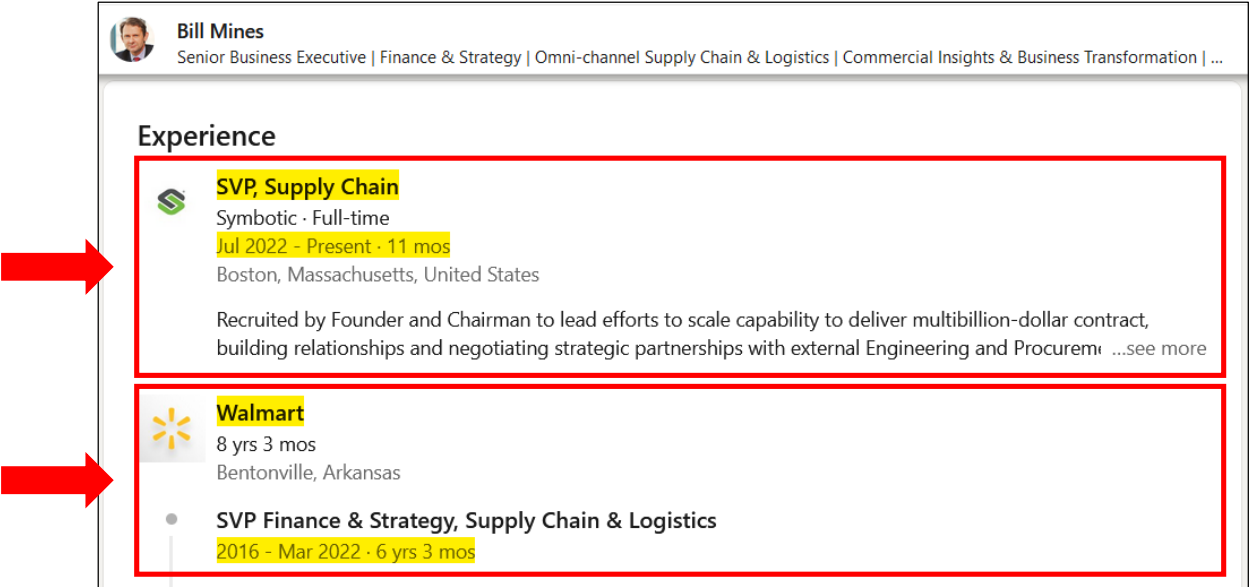 Bill Mines
Senior Business Executive | Finance & Strategy | Omni-channel Supply Chain & Logistics | Commercial Insights & Business Transformation | ...
Experience
SVP, Supply Chain
Symbotic · Full-time
Jul 2022 - Present · 11 mos
Boston, Massachusetts, United States
Recruited by Founder and Chairman to lead efforts to scale capability to deliver multibillion-dollar contract,
building relationships and negotiating strategic partnerships with external Engineering and Procureme ...see more
Walmart
8 yrs 3 mos
Bentonville, Arkansas
SVP Finance & Strategy, Supply Chain & Logistics
2016 - Mar 2022 · 6 yrs 3 mos